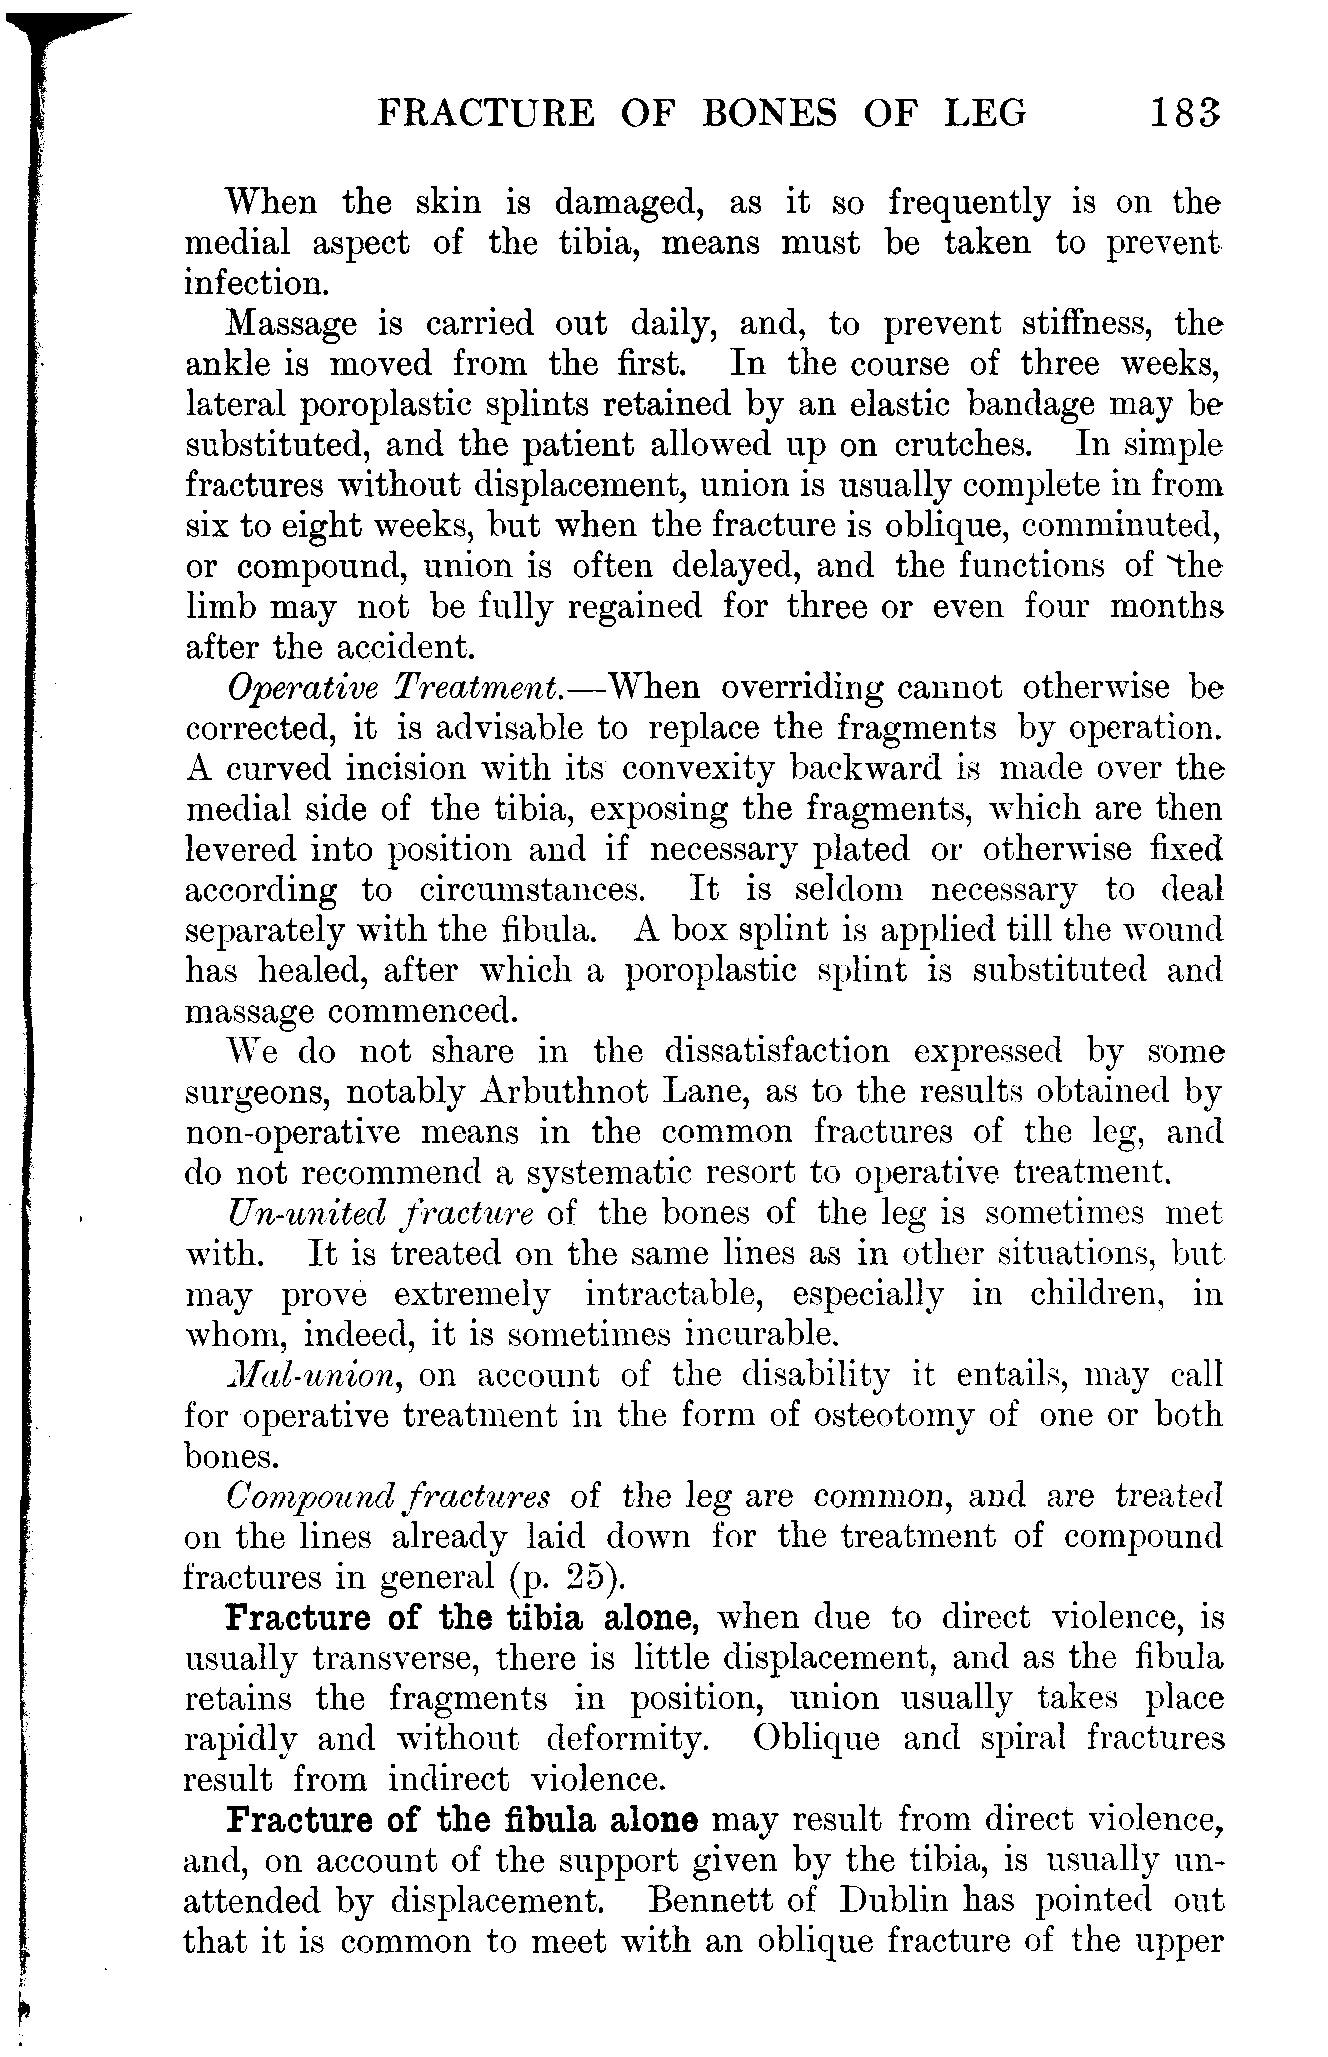 FRACTURE OF BONES OF LEG 183
When the skin is damaged, as it so frequently is on the
medial aspect of the tibia, means must be taken to prevent
infection.
Massage is carried out daily, and, to prevent stiffness, the
ankle is moved from the first. In the course of three weeks,
lateral poroplastic splints retained by an elastic bandage may be
substituted, and the patient allowed up on crutches. In simple
fractures without displacement, union is usually complete in from
six to eight weeks, but when the fracture is oblique, comminuted,
or compound, union is often delayed, and the functions of the
limb may not be fully regained for three or even four months
after the accident.
Operative Treatment.—When overriding cannot otherwise be
corrected, it is advisable to replace the fragments by operation.
A curved incision with its convexity backward is made over the
medial side of the tibia, exposing the fragments, which are then
levered into position and if necessary plated or otherwise fixed
according to circumstances. It is seldom necessary to deal
separately with the fibula. A box splint is applied till the wound
has healed, after which a poroplastic splint is substituted and
massage commenced.
We do not share in the dissatisfaction expressed by some
surgeons, notably Arbuthnot Lane, as to the results obtained by
non-operative means in the common fractures of the leg, and
do not recommend a systematic resort to operative treatment.
Un-united fracture of the bones of the leg is sometimes met
with. It is treated on the same lines as in other situations, but
may prove extremely intractable, especially in children, in
whom, indeed, it is sometimes incurable.
Mal-union, on account of the disability it entails, may call
for operative treatment in the form of osteotomy of one or both
bones.
Compound fractures of the leg are common, and are treated
on the lines already laid down for the treatment of compound
fractures in general (p. 25).
Fracture of the tibia alone, when due to direct violence, is
usually transverse, there is little displacement, and as the fibula
retains the fragments in position, union usually takes place
rapidly and without deformity. Oblique and spiral fractures
result from indirect violence.
Fracture of the fibula alone may result from direct violence,
and, on account of the support given by the tibia, is usually un-
attended by displacement. Bennett of Dublin has pointed out
that it is common to meet with an oblique fracture of the upper